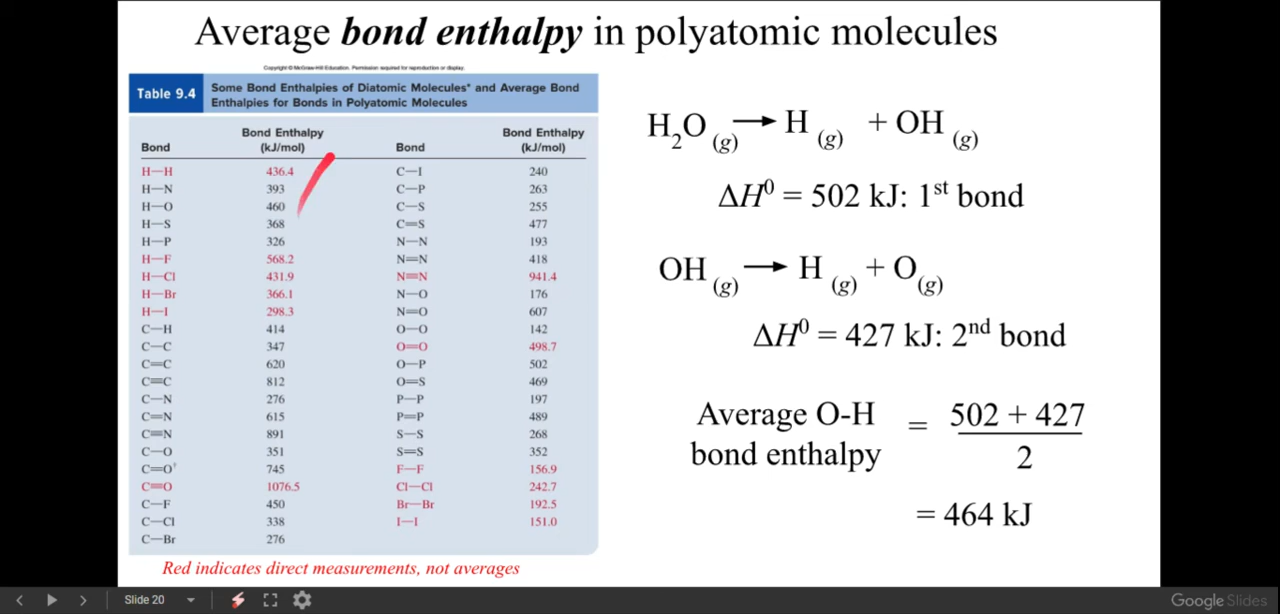 Average bond enthalpy in polyatomic molecules
Copyright © McGraw-Hill Education. Permission required for reproduction or display.
Table 9.4
Some Bond Enthalpies of Diatomic Molecules* and Average Bond
Enthalpies for Bonds in Polyatomic Molecules
Bond Bond Enthalpy (kJ/mol) Bond Bond Enthalpy (kJ/mol)
H—H 436.4 C—I 240
H—N 393 C—P 263
H—O 460 C—S 255
H—S 368 C=S 477
H—P 326 N—N 193
H—F 568.2 N=N 418
H—Cl 431.9 N≡N 941.4
H—Br 366.1 N—O 176
H—I 298.3 N=O 607
C—H 414 O—O 142
C—C 347 O=O 498.7
C=C 620 O—P 502
C≡C 812 O=S 469
C—N 276 P—P 197
C=N 615 P=P 489
C≡N 891 S—S 268
C—O 351 S=S 352
C=O† 745 F—F 156.9
C≡O 1076.5 Cl—Cl 242.7
C—F 450 Br—Br 192.5
C—Cl 338 I—I 151.0
C—Br 276
Red indicates direct measurements, not averages
H₂O (g) → H (g) + OH (g)
ΔH⁰ = 502 kJ: 1st bond
OH (g) → H (g) + O (g)
ΔH⁰ = 427 kJ: 2nd bond
Average O-H
bond enthalpy
=
502 + 427
2
= 464 kJ
Slide 20
Google Slides